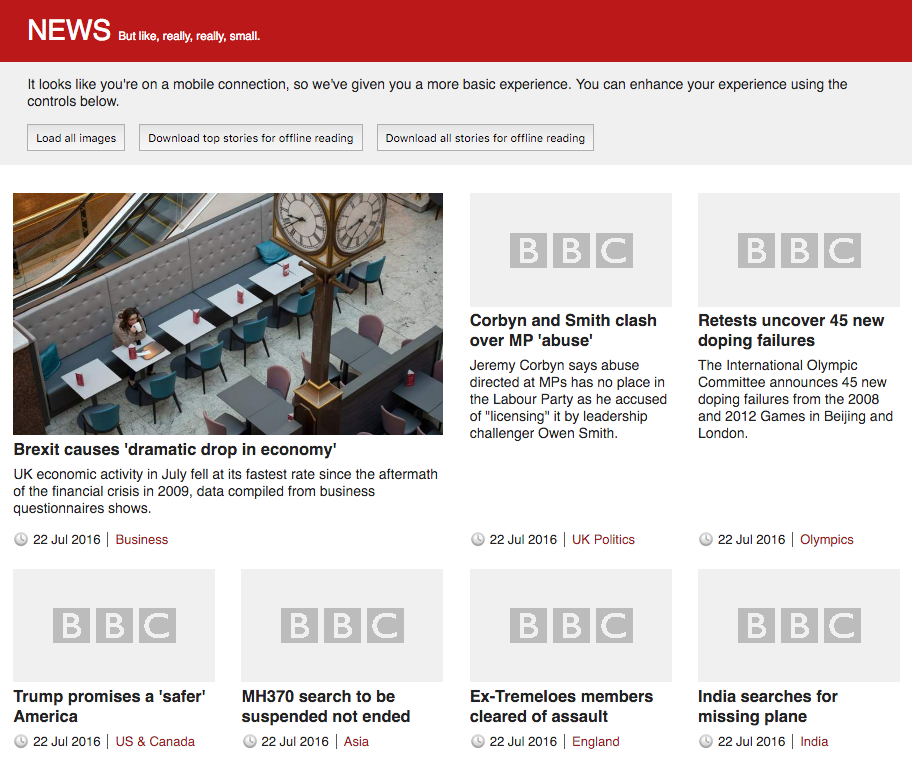 NEWS But like, really, really, small.
It looks like you're on a mobile connection, so we've given you a more basic experience. You can enhance your experience using the
controls below.
Load all images
Download top stories for offline reading
Download all stories for offline reading
Brexit causes 'dramatic drop in economy'
UK economic activity in July fell at its fastest rate since the aftermath
of the financial crisis in 2009, data compiled from business
questionnaires shows.
22 Jul 2016 | Business
BBC
Corbyn and Smith clash
over MP 'abuse'
Jeremy Corbyn says abuse
directed at MPs has no place in
the Labour Party as he accused
of "licensing" it by leadership
challenger Owen Smith.
22 Jul 2016 | UK Politics
BBC
Retests uncover 45 new
doping failures
The International Olympic
Committee announces 45 new
doping failures from the 2008
and 2012 Games in Beijing and
London.
22 Jul 2016 | Olympics
BBC
Trump promises a 'safer'
America
22 Jul 2016 | US & Canada
BBC
MH370 search to be
suspended not ended
22 Jul 2016 | Asia
BBC
Ex-Tremeloes members
cleared of assault
22 Jul 2016 | England
BBC
India searches for
missing plane
22 Jul 2016 | India